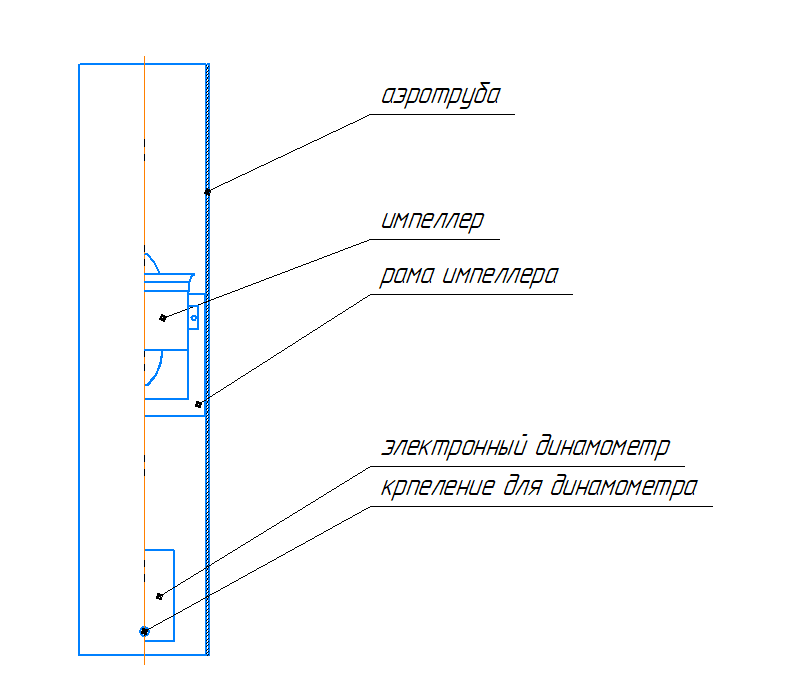 аэротруба
импеллер
рама импеллера
электронный динамометр
крпеление для динамометра